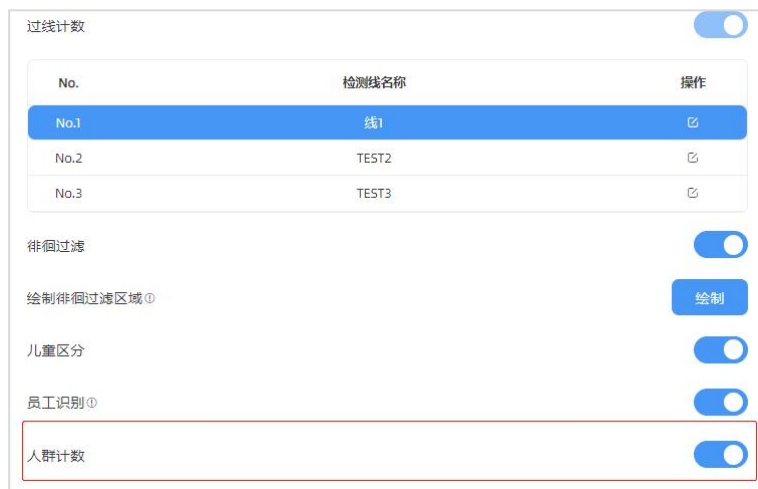 过线计数
No. 检测线名称 操作
No.1 线1
No.2 TEST2
No.3 TEST3
徘徊过滤
绘制徘徊过滤区域 绘制
儿童区分
员工识别
人群计数